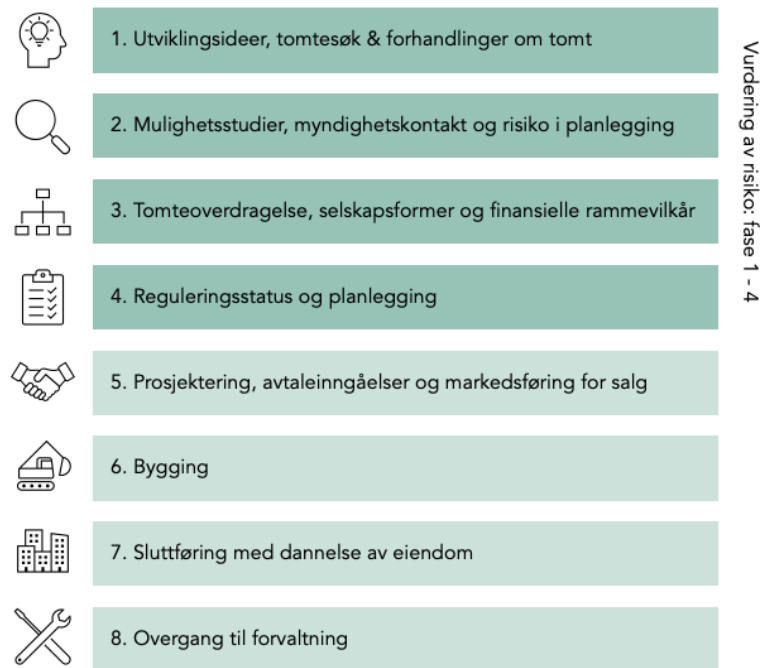 1. Utviklingsideer, tomtesøk & forhandlinger om tomt
2. Mulighetsstudier, myndighetskontakt og risiko i planlegging
3. Tomteoverdragelse, selskapsformer og finansielle rammevilkår
4. Reguleringsstatus og planlegging
5. Prosjektering, avtaleinngåelser og markedsføring for salg
6. Bygging
7. Sluttføring med dannelse av eiendom
8. Overgang til forvaltning
Vurdering av risiko: fase 1 - 4